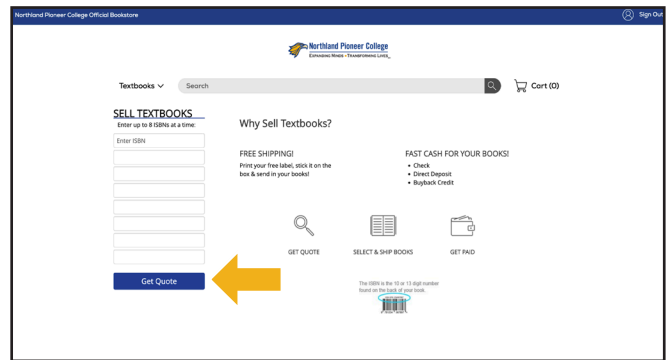 Northland Pioneer College Official Bookstore
Sign Out
Northland Pioneer College
EXPANDING MINDS • TRANSFORMING LIVES
Textbooks
Search
Cart (0)
SELL TEXTBOOKS
Enter up to 8 ISBNs at a time:
Enter ISBN
Get Quote
Why Sell Textbooks?
FREE SHIPPING!
Print your free label, stick it on the
box & send in your books!
FAST CASH FOR YOUR BOOKS!
• Check
• Direct Deposit
• Buyback Credit
GET QUOTE
SELECT & SHIP BOOKS
GET PAID
The ISBN is the 10 or 13 digit number
found on the back of your book.